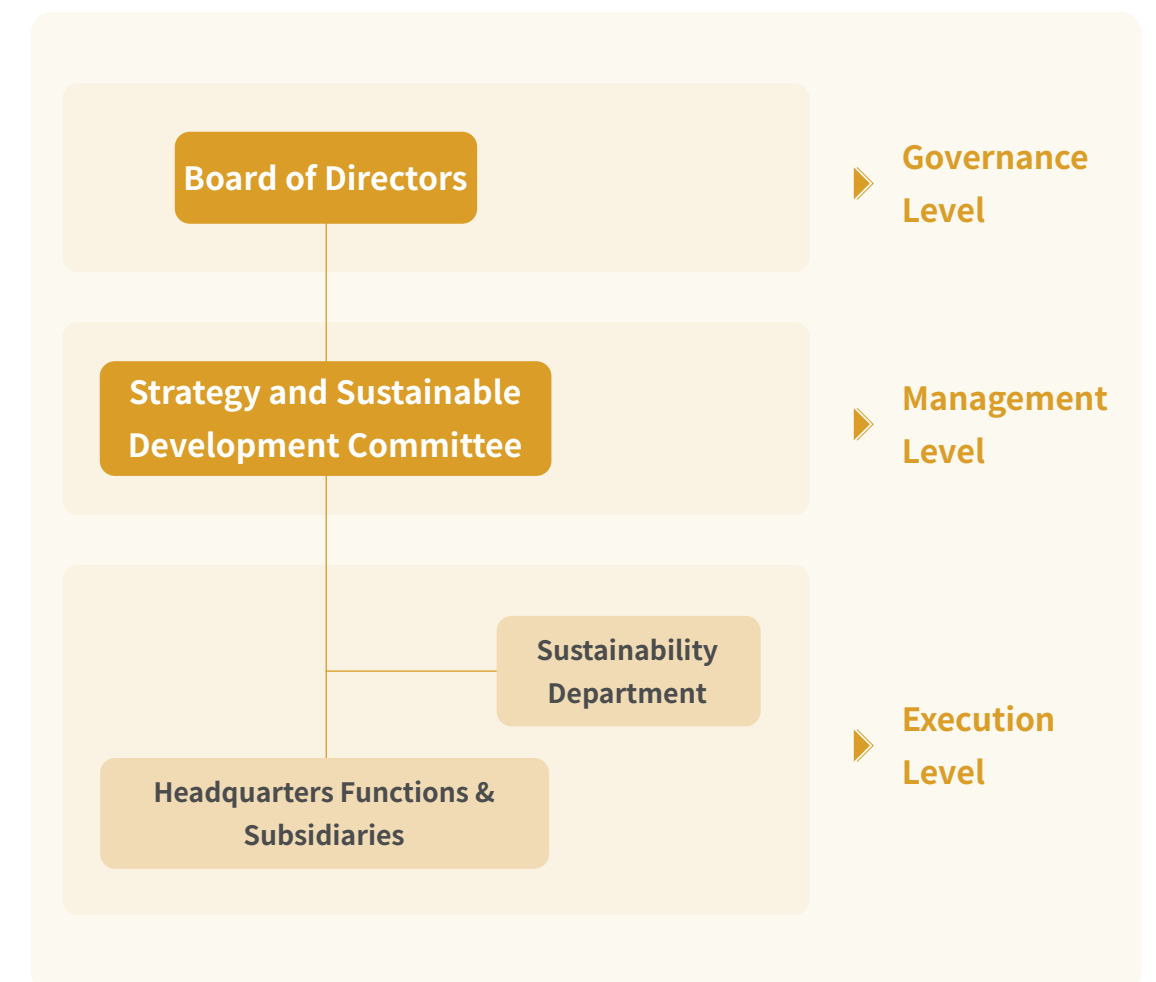 Board of Directors
Governance
Level
Strategy and Sustainable
Development Committee
Management
Level
Sustainability
Department
Headquarters Functions &
Subsidiaries
Execution
Level